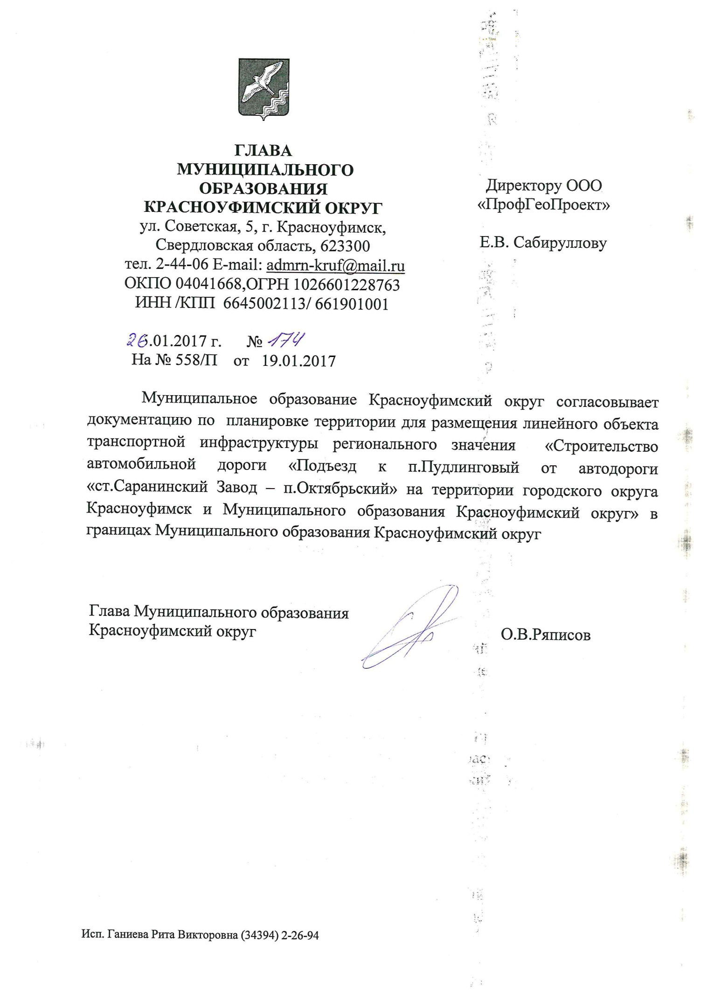 ГЛАВА
МУНИЦИПАЛЬНОГО
ОБРАЗОВАНИЯ
КРАСНОУФИМСКИЙ ОКРУГ
ул. Советская, 5, г. Красноуфимск,
Свердловская область, 623300
тел. 2-44-06 E-mail: admrn-kruf@mail.ru
ОКПО 04041668,ОГРН 1026601228763
ИНН /КПП 6645002113/ 661901001
Директору ООО
«ПрофГеоПроект»
Е.В. Сабируллову
26.01.2017 г. № 174
На № 558/П от 19.01.2017
Муниципальное образование Красноуфимский округ согласовывает
документацию по планировке территории для размещения линейного объекта
транспортной инфраструктуры регионального значения «Строительство
автомобильной дороги «Подъезд к п.Пудлинговый от автодороги
«ст.Саранинский Завод – п.Октябрьский» на территории городского округа
Красноуфимск и Муниципального образования Красноуфимский округ» в
границах Муниципального образования Красноуфимский округ
Глава Муниципального образования
Красноуфимский округ О.В.Ряписов
Исп. Ганиева Рита Викторовна (34394) 2-26-94